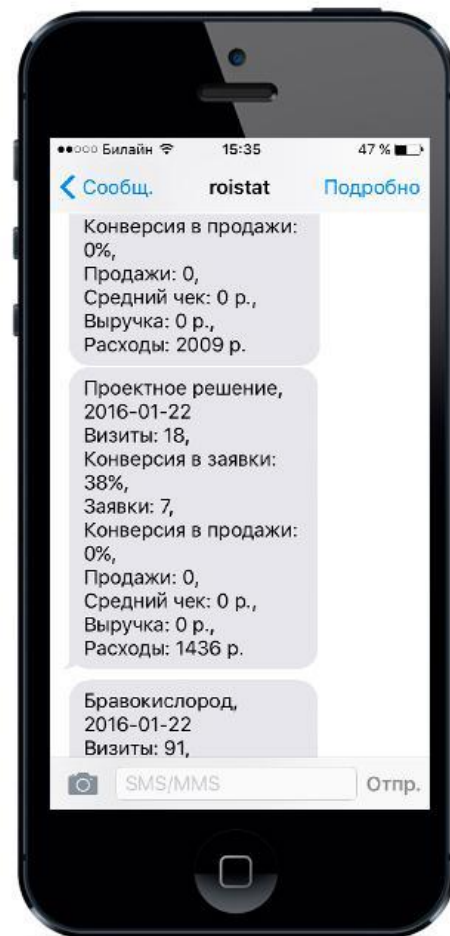 Билайн 15:35 47 %
Сообщ. roistat Подробно
Конверсия в продажи:
0%,
Продажи: 0,
Средний чек: 0 р.,
Выручка: 0 р.,
Расходы: 2009 р.
Проектное решение,
2016-01-22
Визиты: 18,
Конверсия в заявки:
38%,
Заявки: 7,
Конверсия в продажи:
0%,
Продажи: 0,
Средний чек: 0 р.,
Выручка: 0 р.,
Расходы: 1436 р.
Бравокислород,
2016-01-22
Визиты: 91,
SMS/MMS Отпр.